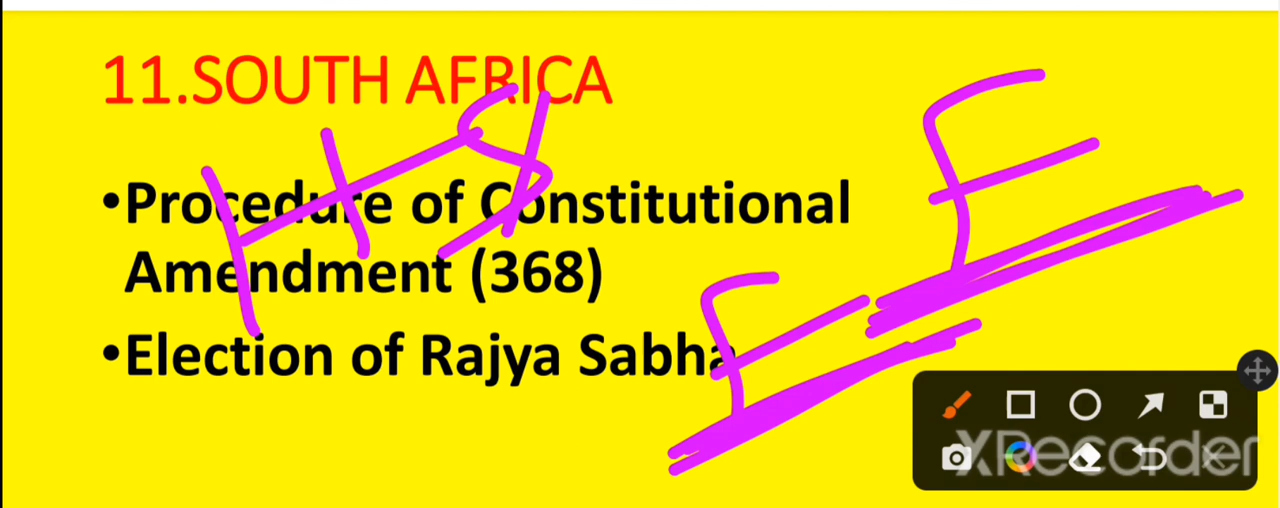 11.SOUTH AFRICA
•Procedure of Constitutional
Amendment (368)
•Election of Rajya Sabha
XRecorder